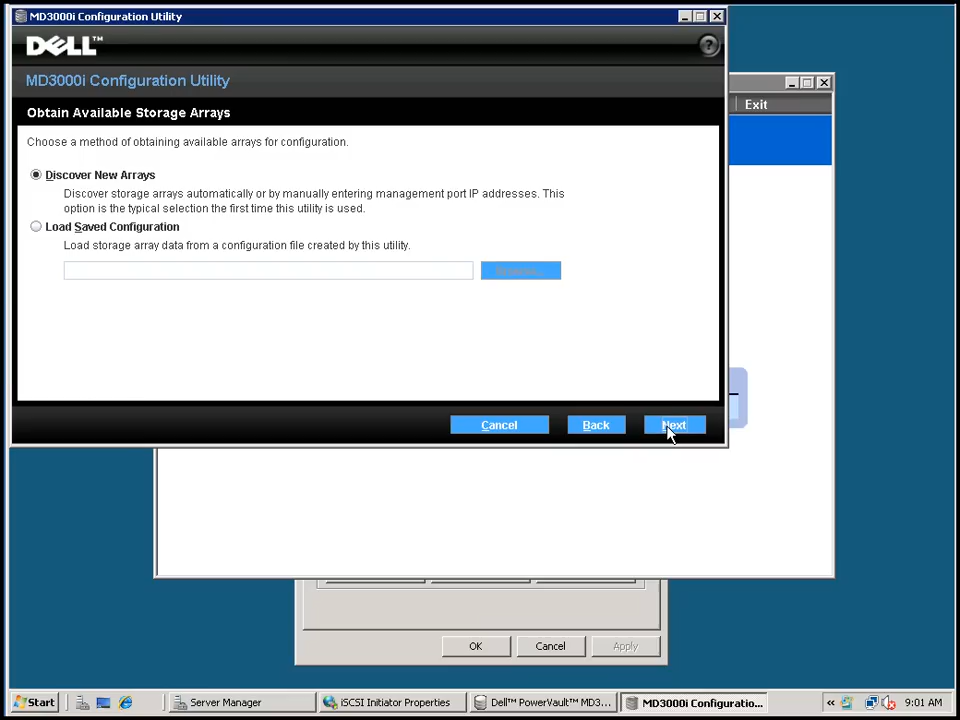 MD3000i Configuration Utility
DELL™
?
MD3000i Configuration Utility
Exit
Obtain Available Storage Arrays
Choose a method of obtaining available arrays for configuration.
Discover New Arrays
Discover storage arrays automatically or by manually entering management port IP addresses. This
option is the typical selection the first time this utility is used.
Load Saved Configuration
Load storage array data from a configuration file created by this utility.
Cancel
Back
Next
OK
Cancel
Apply
Start
Server Manager
iSCSI Initiator Properties
Dell™ PowerVault™ MD3...
MD3000i Configuratio...
«
9:01 AM